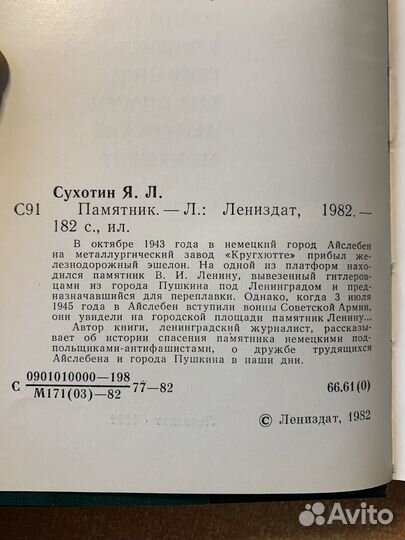 Сухотин Я. Л.
С91 Памятник. — Л.: Лениздат, 1982. —
182 с., ил.
В октябре 1943 года в немецкий город Айслебен
на металлургический завод «Кругхютте» прибыл
железнодорожный эшелон. На одной из платформ нахо-
дился памятник В. И. Ленину, вывезенный гитлеров-
цами из города Пушкина под Ленинградом и пред-
назначавшийся для переплавки. Однако, когда 3 июля
1945 года в Айслебен вступили воины Советской Армии,
они увидели на городской площади памятник Ленину...
Автор книги, ленинградский журналист, рассказы-
вает об истории спасения памятника немецкими под-
польщиками-антифашистами, о дружбе трудящихся
Айслебена и города Пушкина в наши дни.
С 0901010000—198
М171(03)—82 77—82 66.61(0)
© Лениздат, 1982
Avito